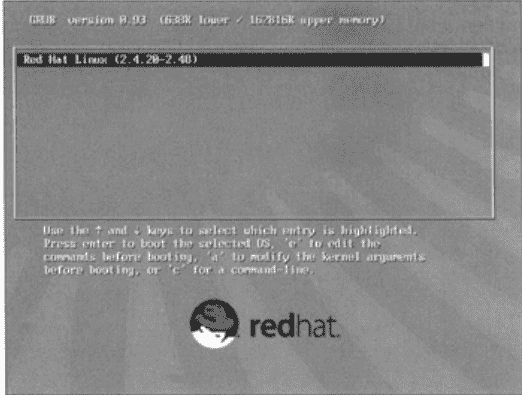 GRUB version 0.93 (638K lower / 167816K upper memory)
Red Hat Linux (2.4.20-2.48)
Use the ↑ and ↓ keys to select which entry is highlighted.
Press enter to boot the selected OS, 'e' to edit the
commands before booting, 'a' to modify the kernel arguments
before booting, or 'c' for a command-line.
redhat.